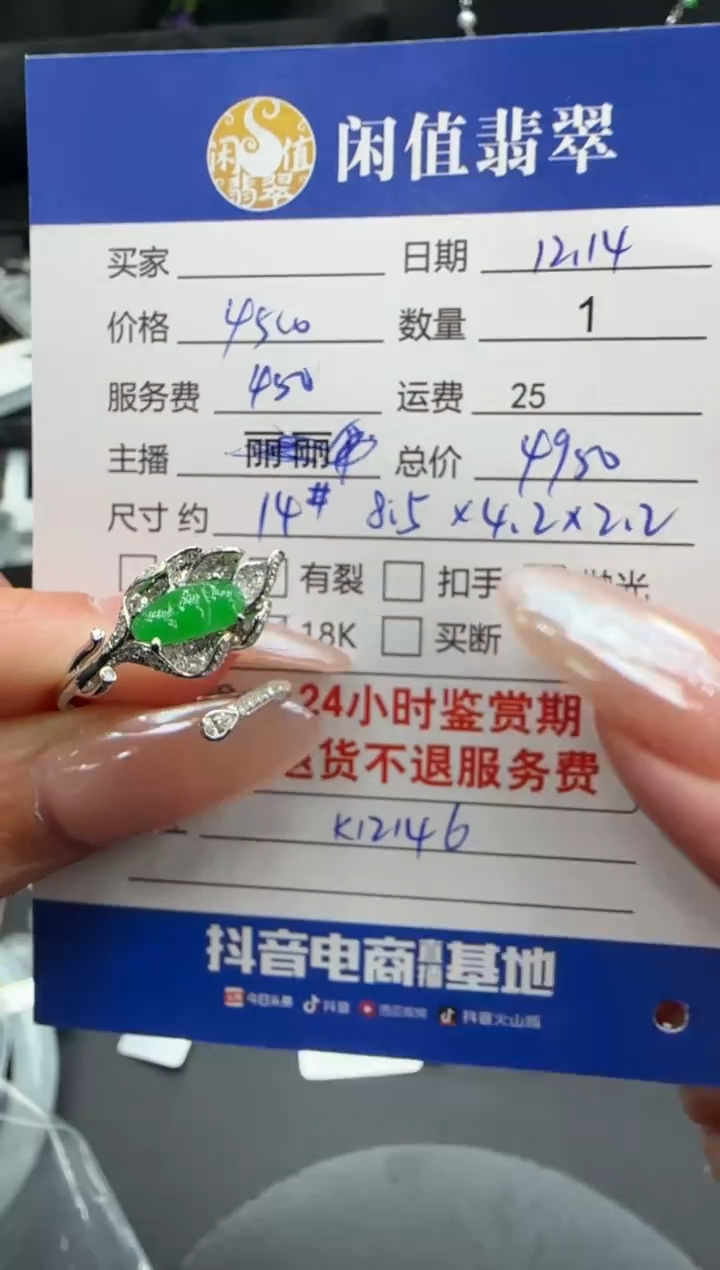 闲值翡翠
闲值翡翠
买家 日期 12.14
价格 4500 数量 1
服务费 450 运费 25
主播 丽丽 总价 4950
尺寸约 14# 8.5×4.2×2.2
有裂 扣手 抛光
18K 买断
24小时鉴赏期
退货不退服务费
K12146
抖音电商直播基地
今日头条 抖音 西瓜视频 抖音火山版